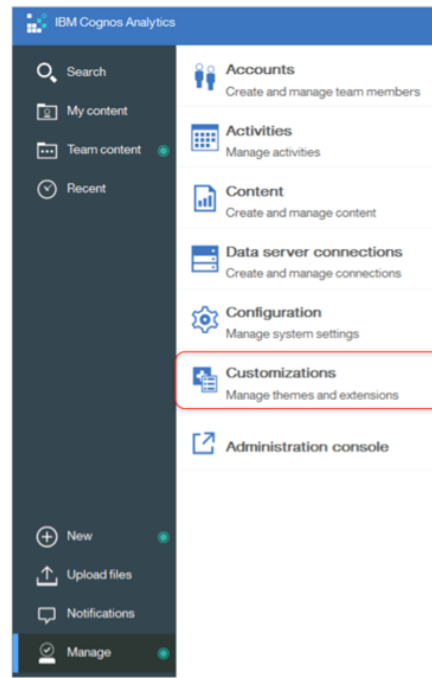 IBM Cognos Analytics
Search
My content
Team content
Recent
New
Upload files
Notifications
Manage
Accounts
Create and manage team members
Activities
Manage activities
Content
Create and manage content
Data server connections
Create and manage connections
Configuration
Manage system settings
Customizations
Manage themes and extensions
Administration console